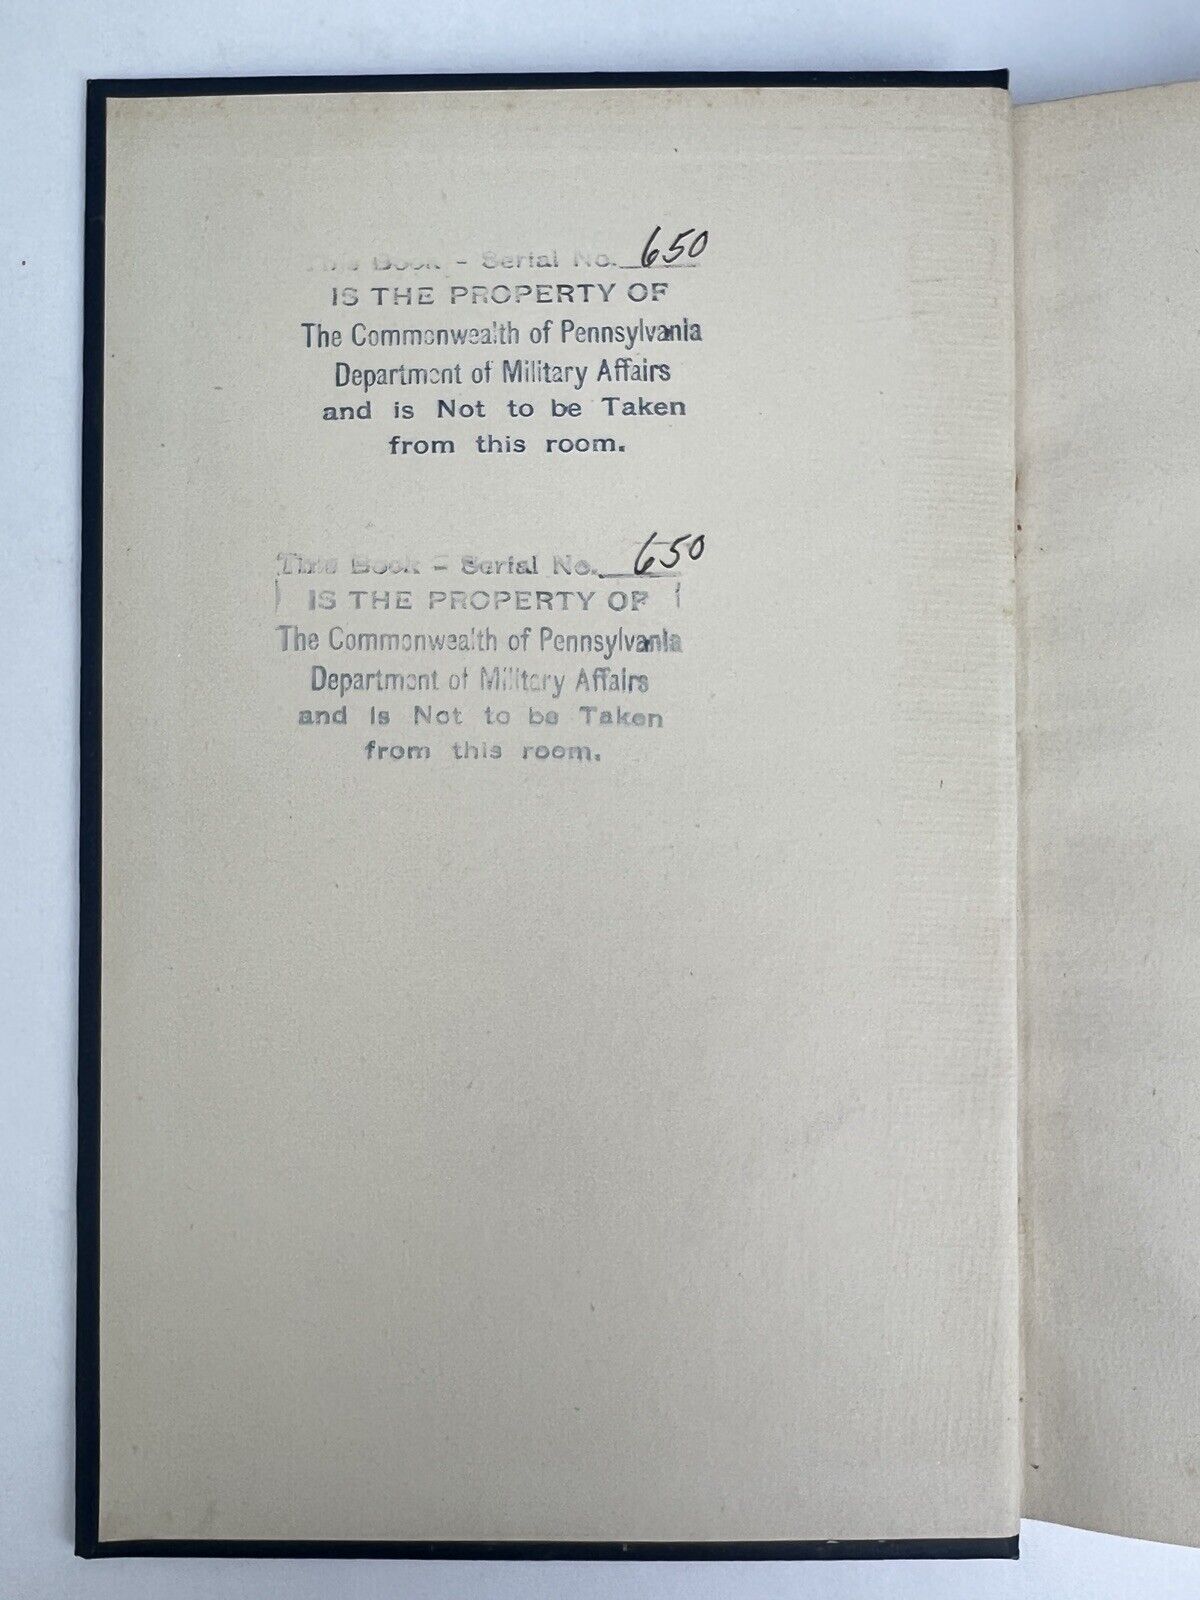 This Book - Serial No. 650
IS THE PROPERTY OF
The Commonwealth of Pennsylvania
Department of Military Affairs
and is Not to be Taken
from this room.
This Book - Serial No. 650
IS THE PROPERTY OF
The Commonwealth of Pennsylvania
Department of Military Affairs
and is Not to be Taken
from this room.